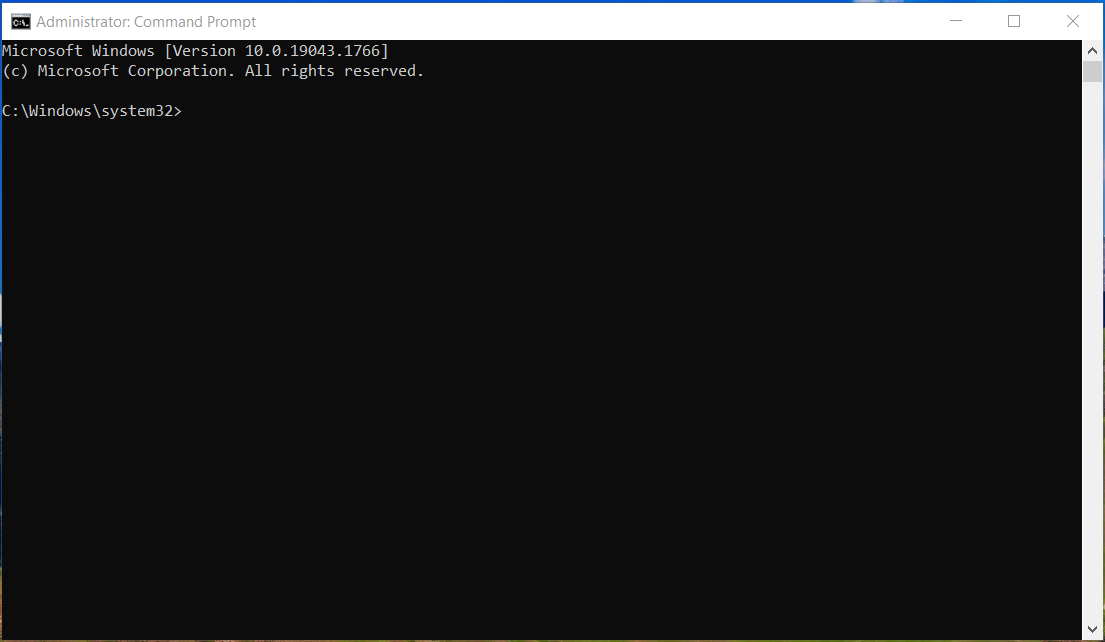 Administrator: Command Prompt
Microsoft Windows [Version 10.0.19043.1766]
(c) Microsoft Corporation. All rights reserved.
C:\Windows\system32>